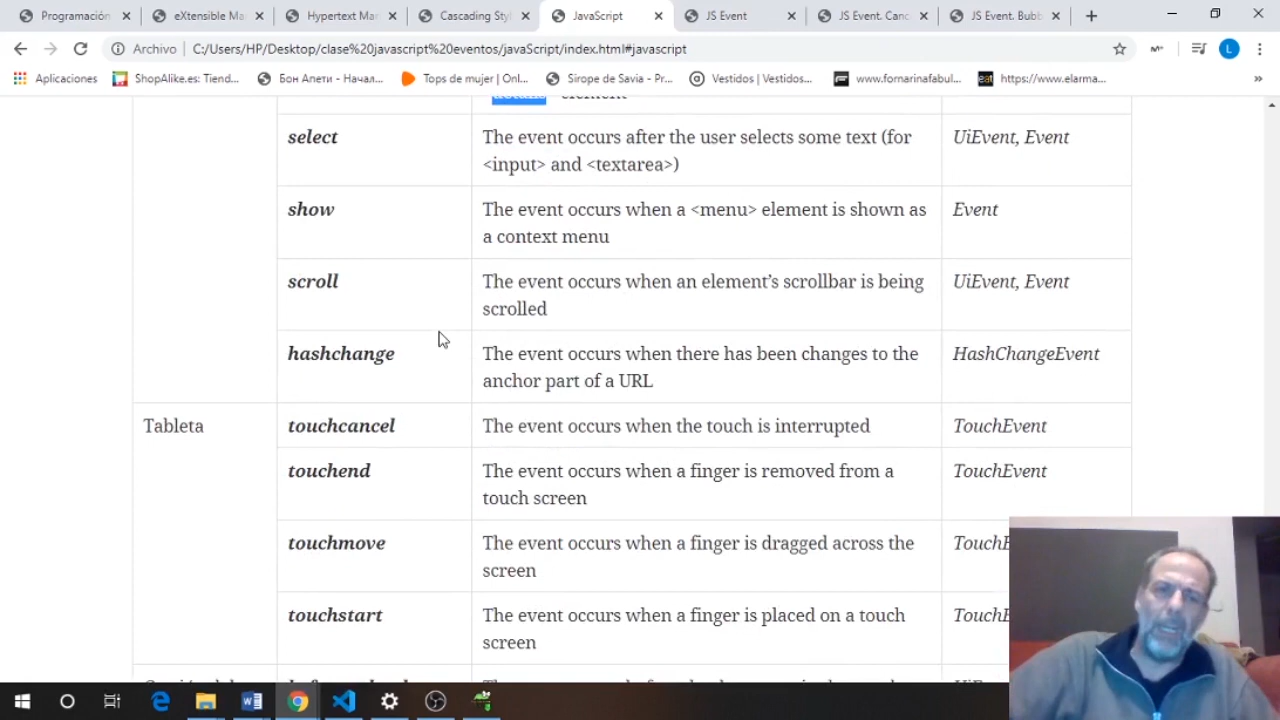 Programación
eXtensible Ma
Hypertext Mar
Cascading Styl
JavaScript
JS Event
JS Event. Canc
JS Event. Bubb
Archivo
C:/Users/HP/Desktop/clase%20javascript%20eventos/javaScript/index.html#javascript
L
Aplicaciones
ShopAlike.es: Tiend...
Бон Апети - Начал...
Tops de mujer | Onl...
Sirope de Savia - Pr...
Vestidos | Vestidos...
www.fornarinafabul...
eat
https://www.elarma...
»
select
The event occurs after the user selects some text (for
<input> and <textarea>)
UiEvent, Event
show
The event occurs when a <menu> element is shown as
a context menu
Event
scroll
The event occurs when an element’s scrollbar is being
scrolled
UiEvent, Event
hashchange
The event occurs when there has been changes to the
anchor part of a URL
HashChangeEvent
Tableta
touchcancel
The event occurs when the touch is interrupted
TouchEvent
touchend
The event occurs when a finger is removed from a
touch screen
TouchEvent
touchmove
The event occurs when a finger is dragged across the
screen
TouchE
touchstart
The event occurs when a finger is placed on a touch
screen
TouchE